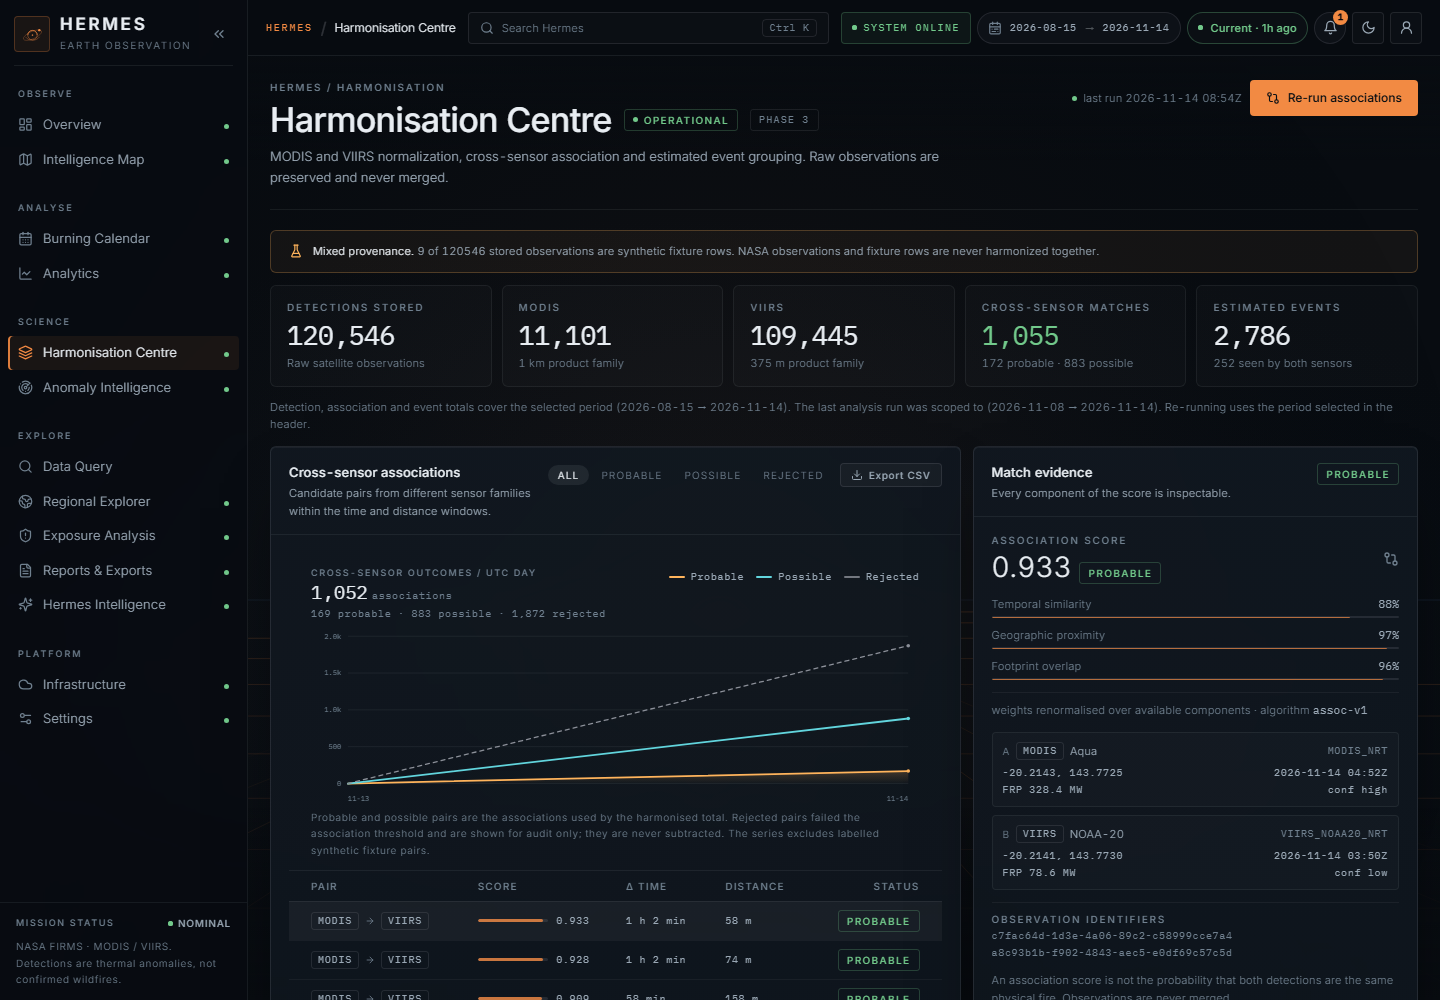 HERMES
EARTH OBSERVATION
OBSERVE
Overview
Intelligence Map
ANALYSE
Burning Calendar
Analytics
SCIENCE
Harmonisation Centre
Anomaly Intelligence
EXPLORE
Data Query
Regional Explorer
Exposure Analysis
Reports & Exports
Hermes Intelligence
PLATFORM
Infrastructure
Settings
MISSION STATUS NOMINAL
NASA FIRMS · MODIS / VIIRS.
Detections are thermal anomalies, not
confirmed wildfires.
HERMES / Harmonisation Centre
Search Hermes Ctrl K
SYSTEM ONLINE
2026-08-15 → 2026-11-14
Current · 1h ago
1
HERMES / HARMONISATION
Harmonisation Centre OPERATIONAL PHASE 3
last run 2026-11-14 08:54Z
Re-run associations
MODIS and VIIRS normalization, cross-sensor association and estimated event grouping. Raw observations are
preserved and never merged.
Mixed provenance. 9 of 120546 stored observations are synthetic fixture rows. NASA observations and fixture rows are never harmonized together.
DETECTIONS STORED
120,546
Raw satellite observations
MODIS
11,101
1 km product family
VIIRS
109,445
375 m product family
CROSS-SENSOR MATCHES
1,055
172 probable · 883 possible
ESTIMATED EVENTS
2,786
252 seen by both sensors
Detection, association and event totals cover the selected period (2026-08-15 → 2026-11-14). The last analysis run was scoped to (2026-11-08 → 2026-11-14). Re-running uses the period selected in the
header.
Cross-sensor associations
Candidate pairs from different sensor families
within the time and distance windows.
ALL PROBABLE POSSIBLE REJECTED Export CSV
CROSS-SENSOR OUTCOMES / UTC DAY
1,052 associations
169 probable · 883 possible · 1,872 rejected
Probable Possible Rejected
2.0k
1.5k
1.0k
500
0
11-13 11-14
Probable and possible pairs are the associations used by the harmonised total. Rejected pairs failed the
association threshold and are shown for audit only; they are never subtracted. The series excludes labelled
synthetic fixture pairs.
PAIR SCORE Δ TIME DISTANCE STATUS
MODIS → VIIRS 0.933 1 h 2 min 58 m PROBABLE
MODIS → VIIRS 0.928 1 h 2 min 74 m PROBABLE
MODIS → VIIRS 0.909 58 min 158 m PROBABLE
Match evidence PROBABLE
Every component of the score is inspectable.
ASSOCIATION SCORE
0.933 PROBABLE
Temporal similarity 88%
Geographic proximity 97%
Footprint overlap 96%
weights renormalised over available components · algorithm assoc-v1
A MODIS Aqua MODIS_NRT
-20.2143, 143.7725 2026-11-14 04:52Z
FRP 328.4 MW conf high
B VIIRS NOAA-20 VIIRS_NOAA20_NRT
-20.2141, 143.7730 2026-11-14 03:50Z
FRP 78.6 MW conf low
OBSERVATION IDENTIFIERS
c7fac64d-1d3e-4a06-89c2-c58999cce7a4
a8c93b1b-f902-4843-aec5-e0df69c57c5d
An association score is not the probability that both detections are the same
physical fire. Observations are never merged.